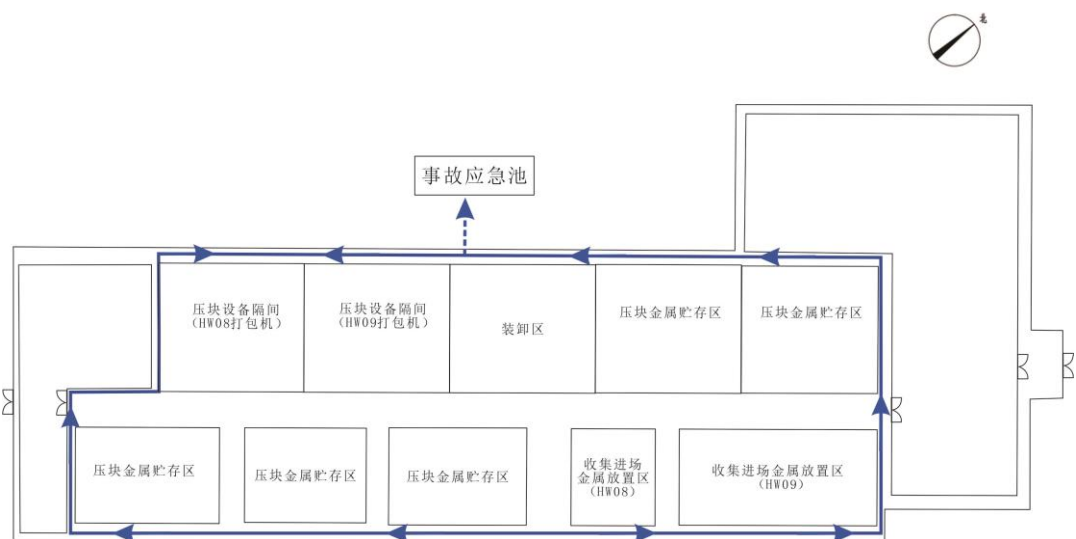 北
事故应急池
压块设备隔间
(HW08打包机)
压块设备隔间
(HW09打包机)
装卸区
压块金属贮存区
压块金属贮存区
压块金属贮存区
压块金属贮存区
压块金属贮存区
收集进场
金属放置区
(HW08)
收集进场金属放置区
(HW09)